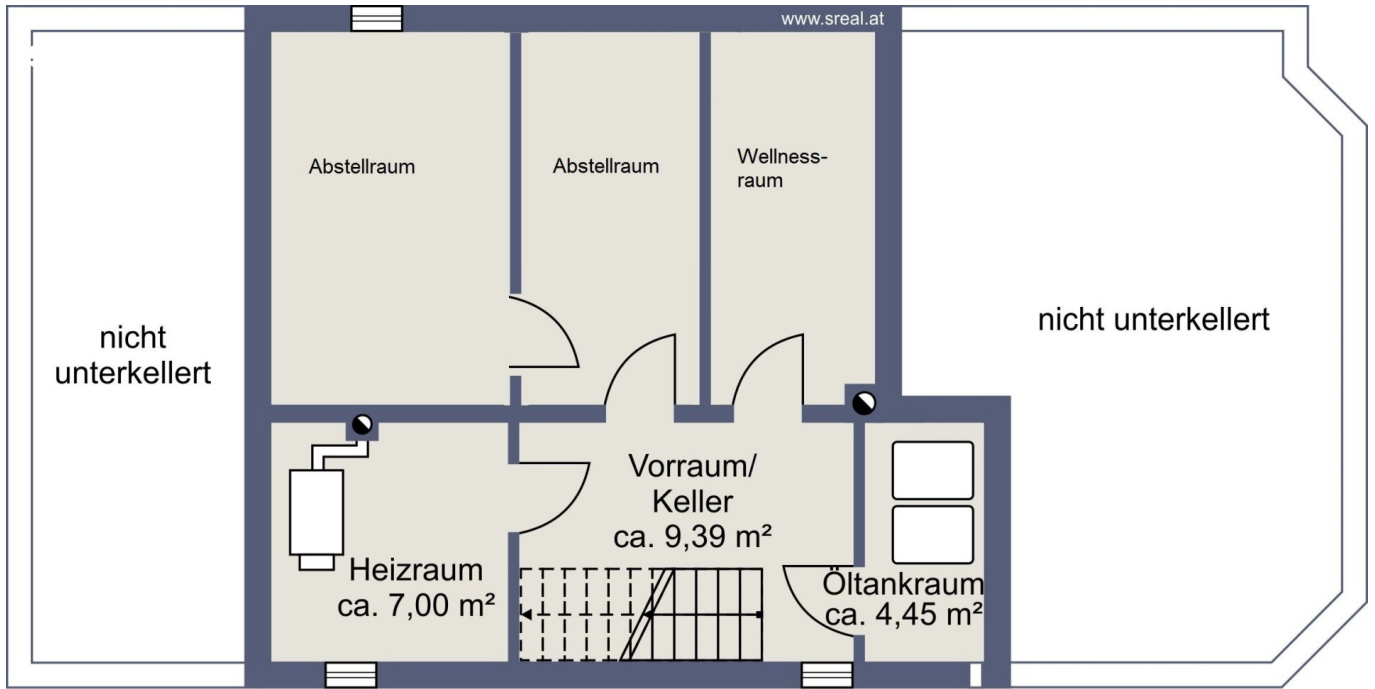 www.sreal.at
Abstellraum
Abstellraum
Wellness-
raum
nicht
unterkellert
nicht unterkellert
Vorraum/
Keller
ca. 9,39 m²
Heizraum
ca. 7,00 m²
Öltankraum
ca. 4,45 m²